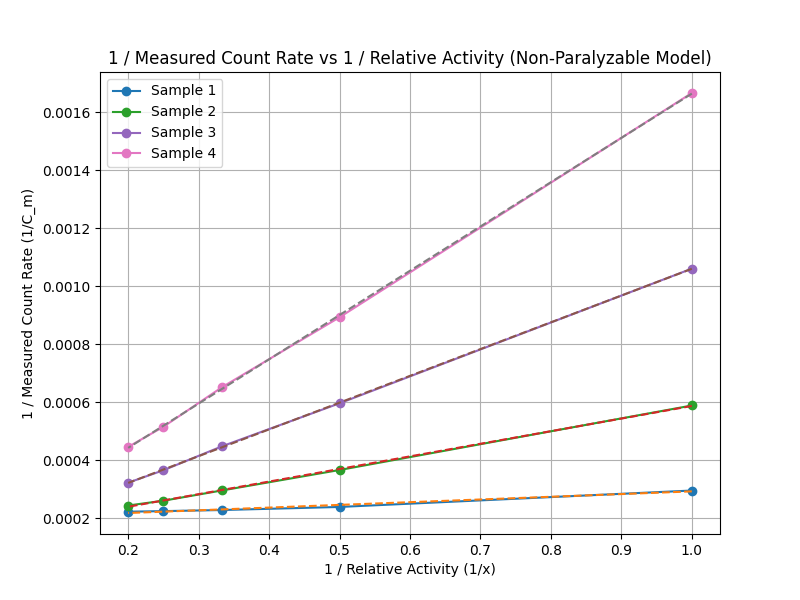 1 / Measured Count Rate vs 1 / Relative Activity (Non-Paralyzable Model)
Sample 1
Sample 2
Sample 3
Sample 4
1 / Measured Count Rate (1/C_m)
0.0016
0.0014
0.0012
0.0010
0.0008
0.0006
0.0004
0.0002
0.2 0.3 0.4 0.5 0.6 0.7 0.8 0.9 1.0
1 / Relative Activity (1/x)